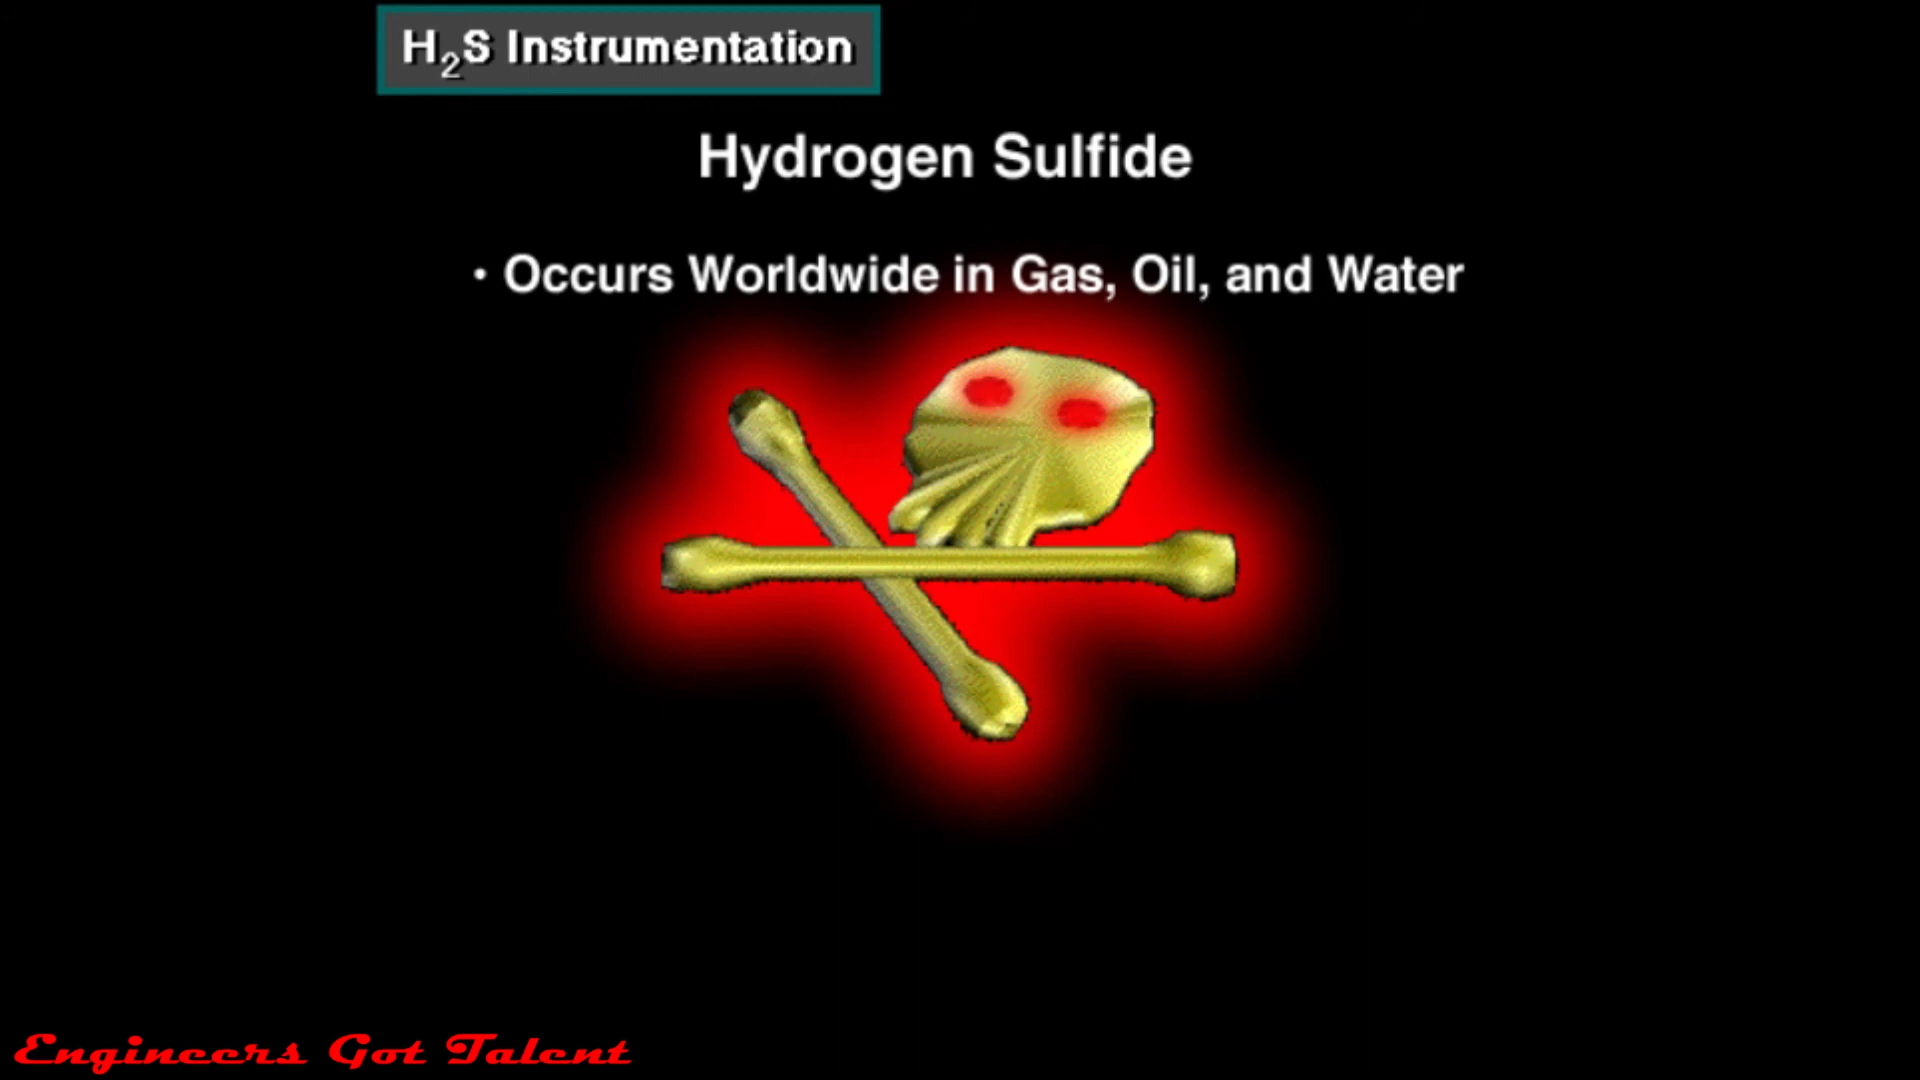 H₂S Instrumentation
Hydrogen Sulfide
• Occurs Worldwide in Gas, Oil, and Water
Engineers Got Talent